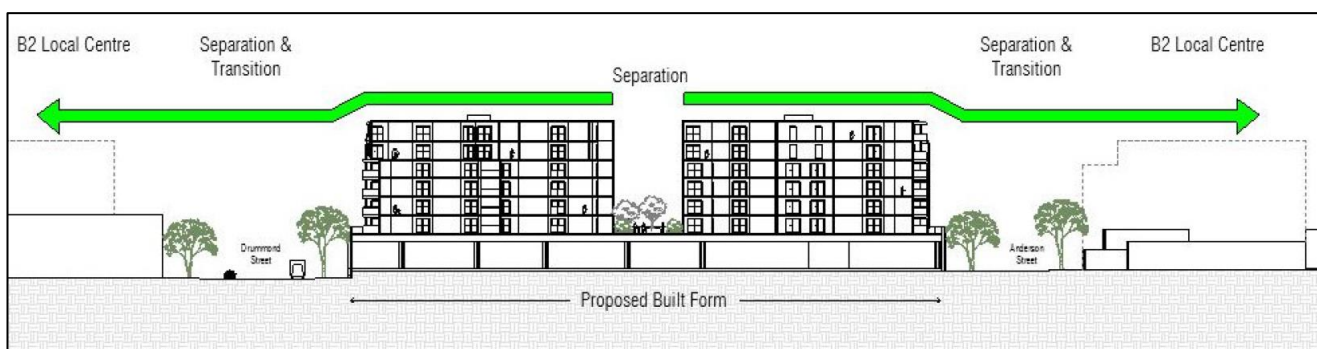 B2 Local Centre
Separation &
Transition
Separation
Separation &
Transition
B2 Local Centre
Drummond
Street
Anderson
Street
Proposed Built Form